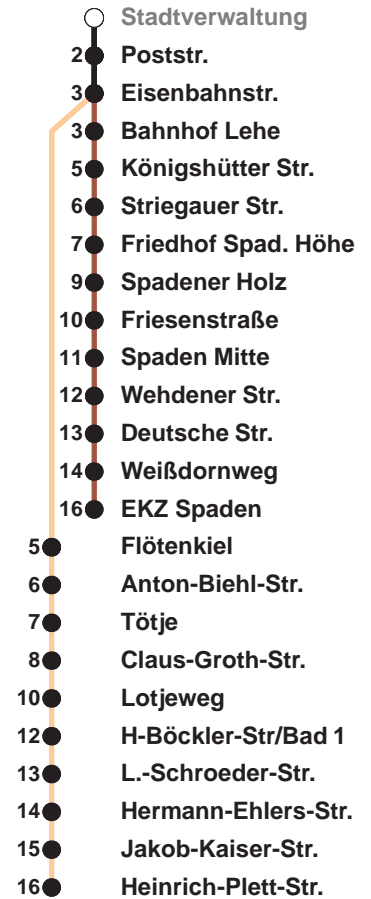 Stadtverwaltung
2 Poststr.
3 Eisenbahnstr.
3 Bahnhof Lehe
5 Königshütter Str.
6 Striegauer Str.
7 Friedhof Spad. Höhe
9 Spadener Holz
10 Friesenstraße
11 Spaden Mitte
12 Wehdener Str.
13 Deutsche Str.
14 Weißdornweg
16 EKZ Spaden
5 Flötenkiel
6 Anton-Biehl-Str.
7 Tötje
8 Claus-Groth-Str.
10 Lotjeweg
12 H-Böckler-Str/Bad 1
13 L.-Schroeder-Str.
14 Hermann-Ehlers-Str.
15 Jakob-Kaiser-Str.
16 Heinrich-Plett-Str.